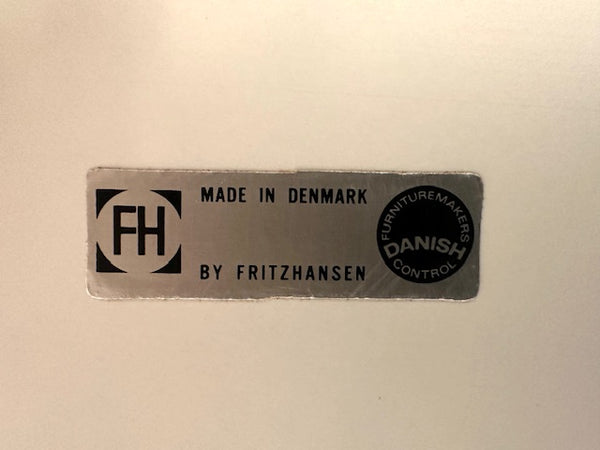 FH
MADE IN DENMARK
BY FRITZHANSEN
FURNITUREMAKERS
DANISH
CONTROL